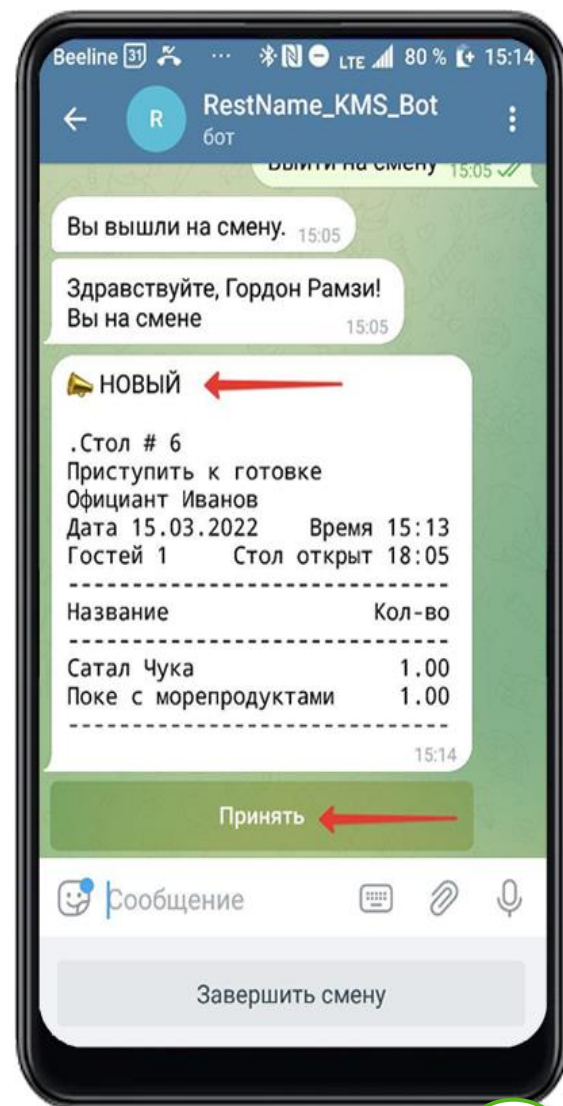 Beeline 31 ... LTE 80 % 15:14
R RestName_KMS_Bot
бот
Выйти на смену 15:05
Вы вышли на смену. 15:05
Здравствуйте, Гордон Рамзи!
Вы на смене 15:05
НОВЫЙ
.Стол # 6
Приступить к готовке
Официант Иванов
Дата 15.03.2022 Время 15:13
Гостей 1 Стол открыт 18:05
--------------------------------
Название Кол-во
--------------------------------
Сатал Чука 1.00
Поке с морепродуктами 1.00
--------------------------------
15:14
Принять
Сообщение
Завершить смену